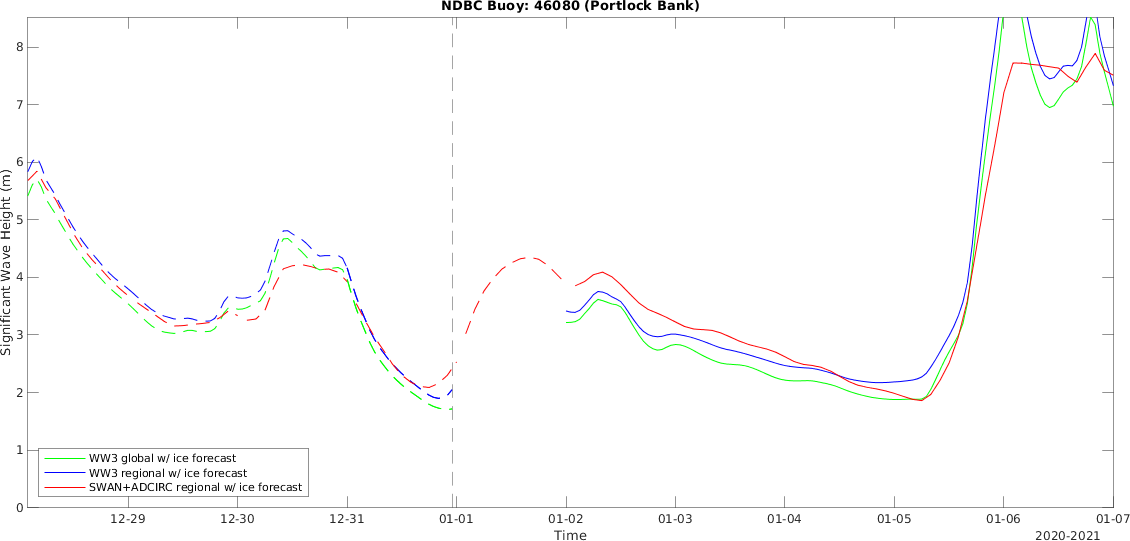 NDBC Buoy: 46080 (Portlock Bank)
Significant Wave Height (m)
8
7
6
5
4
3
2
1
0
WW3 global w/ ice forecast
WW3 regional w/ ice forecast
SWAN+ADCIRC regional w/ ice forecast
12-29 12-30 12-31 01-01 01-02 01-03 01-04 01-05 01-06 01-07
Time
2020-2021